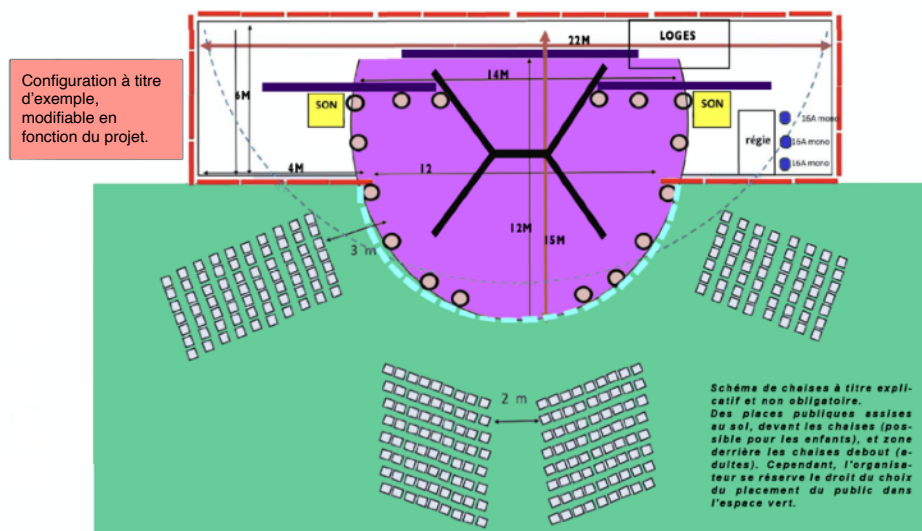 22M
LOGES
Configuration à titre
d'exemple,
modifiable en
fonction du projet.
14M
6M
SON
SON
16A mono
régie
16A mono
16A mono
4M
12
12M
15M
3 m
2 m
Schéma de chaises à titre expli-
catif et non obligatoire.
Des places publiques assises
au sol, devant les chaises (pos-
sible pour les enfants), et zone
derrière les chaises debout (a-
dultes). Cependant, l'organisa-
teur se réserve le droit du choix
du placement du public dans
l'espace vert.